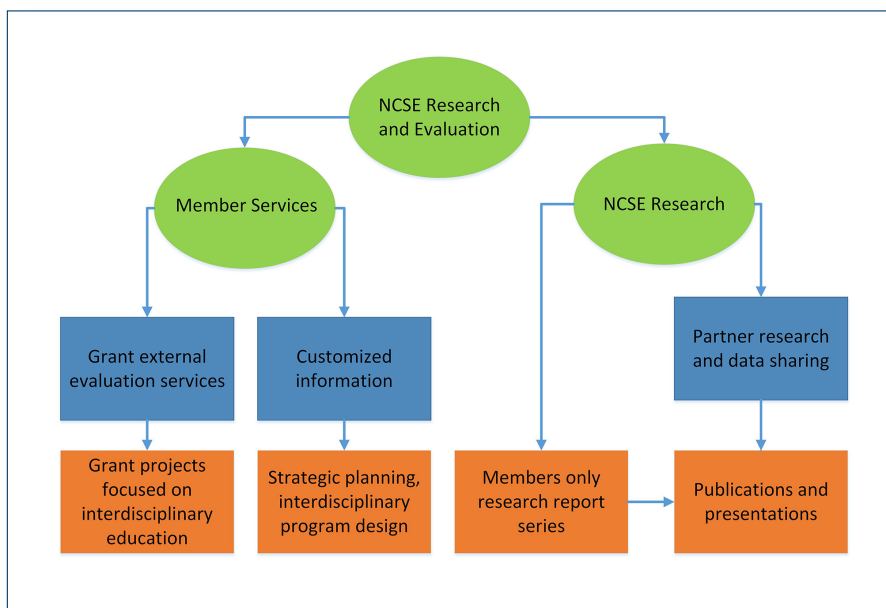 NCSE Research
and Evaluation
Member Services
NCSE Research
Grant external
evaluation services
Customized
information
Partner research
and data sharing
Grant projects
focused on
interdisciplinary
education
Strategic planning,
interdisciplinary
program design
Members only
research report
series
Publications and
presentations